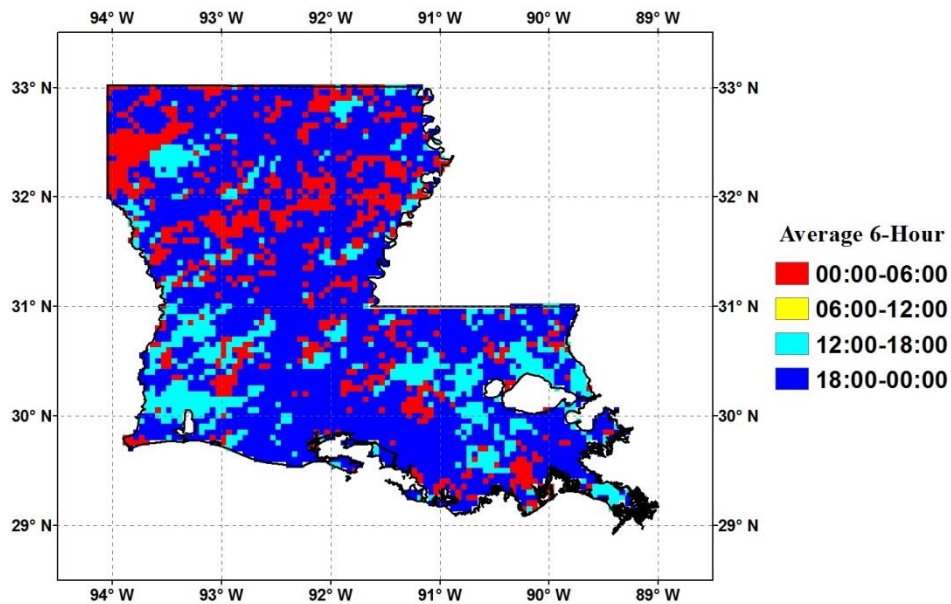 94° W 93° W 92° W 91° W 90° W 89° W
33° N 33° N
32° N 32° N
31° N 31° N
30° N 30° N
29° N 29° N
94° W 93° W 92° W 91° W 90° W 89° W
Average 6-Hour
00:00-06:00
06:00-12:00
12:00-18:00
18:00-00:00